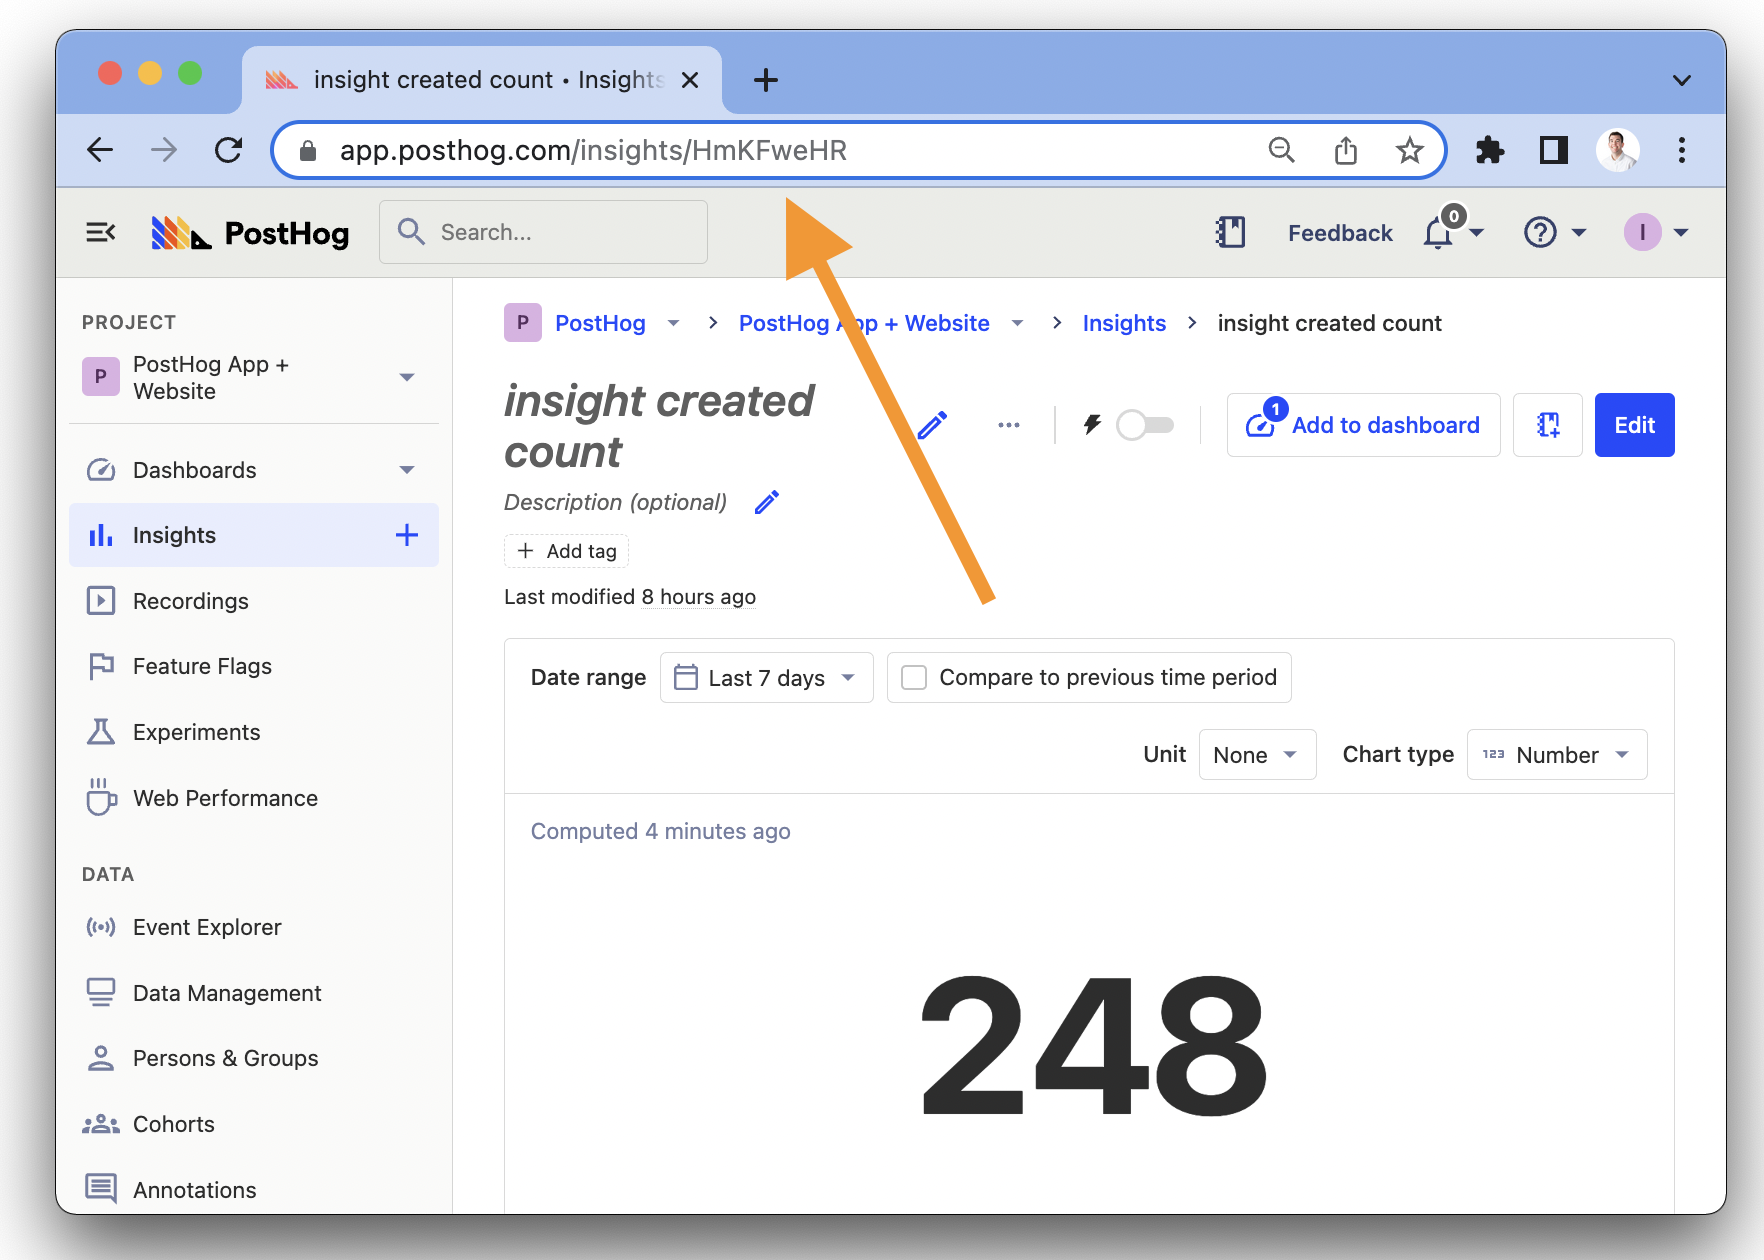 insight created count • Insights
app.posthog.com/insights/HmKFweHR
PostHog
Search...
Feedback
0
I
PROJECT
P
PostHog App +
Website
Dashboards
Insights
Recordings
Feature Flags
Experiments
Web Performance
DATA
Event Explorer
Data Management
Persons & Groups
Cohorts
Annotations
P PostHog > PostHog App + Website > Insights > insight created count
insight created
count
1
Add to dashboard
Edit
Description (optional)
+ Add tag
Last modified 8 hours ago
Date range
Last 7 days
Compare to previous time period
Unit
None
Chart type
123 Number
Computed 4 minutes ago
248